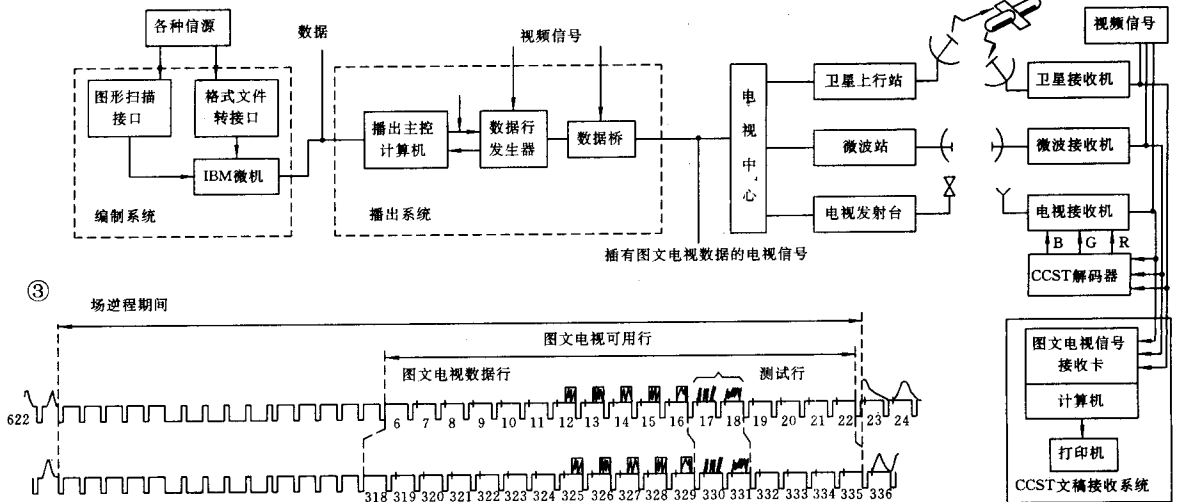 各种信源
数据
视频信号
视频信号
图形扫描
接口
格式文件
转接口
IBM微机
编制系统
播出主控
计算机
数据行
发生器
数据桥
播出系统
电视中心
卫星上行站
微波站
电视发射台
卫星接收机
微波接收机
电视接收机
B G R
CCST解码器
插有图文电视数据的电视信号
③
场逆程期间
图文电视可用行
图文电视数据行
测试行
622 6 7 8 9 10 11 12 13 14 15 16 17 18 19 20 21 22 23 24
318 319 320 321 322 323 324 325 326 327 328 329 330 331 332 333 334 335 336
图文电视信号
接收卡
计算机
打印机
CCST文稿接收系统